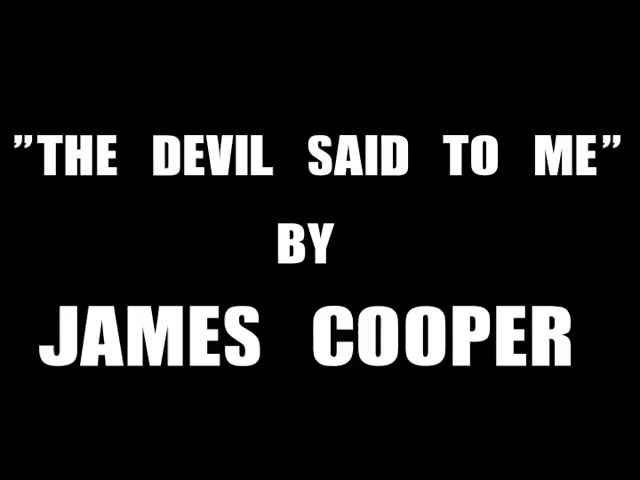 ”THE DEVIL SAID TO ME”
BY
JAMES COOPER